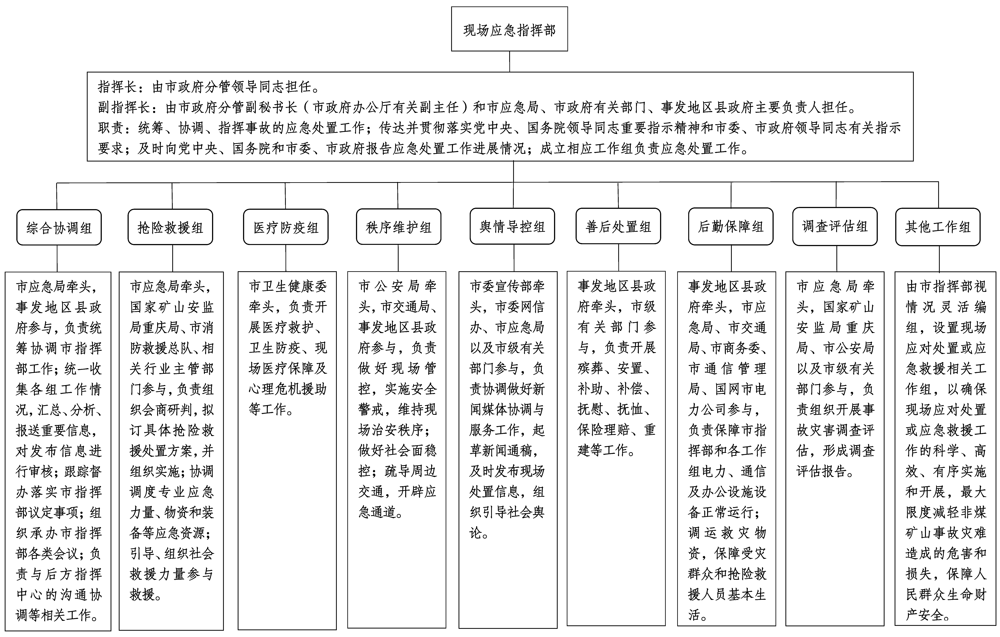 现场应急指挥部
指挥长：由市政府分管领导同志担任。
副指挥长：由市政府分管副秘书长（市政府办公厅有关副主任）和市应急局、市政府有关部门、事发地区县政府主要负责人担任。
职责：统筹、协调、指挥事故的应急处置工作；传达并贯彻落实党中央、国务院领导同志重要指示精神和市委、市政府领导同志有关指示
要求；及时向党中央、国务院和市委、市政府报告应急处置工作进展情况；成立相应工作组负责应急处置工作。
综合协调组
市应急局牵头，
事发地区县政
府参与，负责统
筹协调市指挥
部工作；统一收
集各组工作情
况，汇总、分析、
报送重要信息，
对发布信息进
行审核；跟踪督
办落实市指挥
部议定事项；组
织承办市指挥
部各类会议；负
责与后方指挥
中心的沟通协
调等相关工作。
抢险救援组
市应急局牵头，
国家矿山安监
局重庆局、市消
防救援总队、相
关行业主管部
门参与，负责组
织会商研判，拟
订具体抢险救
援处置方案，并
组织实施；协调
调度专业应急
力量、物资和装
备等应急资源；
引导、组织社会
救援力量参与
救援。
医疗防疫组
市卫生健康委
牵头，负责开
展医疗救护、
卫生防疫、现
场医疗保障及
心理危机援助
等工作。
秩序维护组
市公安局牵
头，市交通局、
事发地区县政
府参与，负责
做好现场管
控，实施安全
警戒，维持现
场治安秩序；
做好社会面稳
控；疏导周边
交通，开辟应
急通道。
舆情导控组
市委宣传部牵
头，市委网信
办、市应急局
以及市级有关
部门参与，负
责协调做好新
闻媒体协调与
服务工作，起
草新闻通稿，
及时发布现场
处置信息，组
织引导社会舆
论。
善后处置组
事发地区县政
府牵头，市级
有关部门参
与，负责开展
殡葬、安置、
补助、补偿、
抚慰、抚恤、
保险理赔、重
建等工作。
后勤保障组
事发地区县政
府牵头，市应
急局、市交通
局、市商务委、
市通信管理
局、国网市电
力公司参与，
负责保障市指
挥部和各工作
组电力、通信
及办公设施设
备正常运行；
调运救灾物
资，保障受灾
群众和抢险救
援人员基本生
活。
调查评估组
市应急局牵
头，国家矿山
安监局重庆
局、市公安局
以及市级有关
部门参与，负
责组织开展事
故灾害调查评
估，形成调查
评估报告。
其他工作组
由市指挥部视
情况灵活编
组，设置现场
应对处置或应
急救援相关工
作组，以确保
现场应对处置
或应急救援工
作的科学、高
效、有序实施
和开展，最大
限度减轻非煤
矿山事故灾难
造成的危害和
损失，保障人
民群众生命财
产安全。